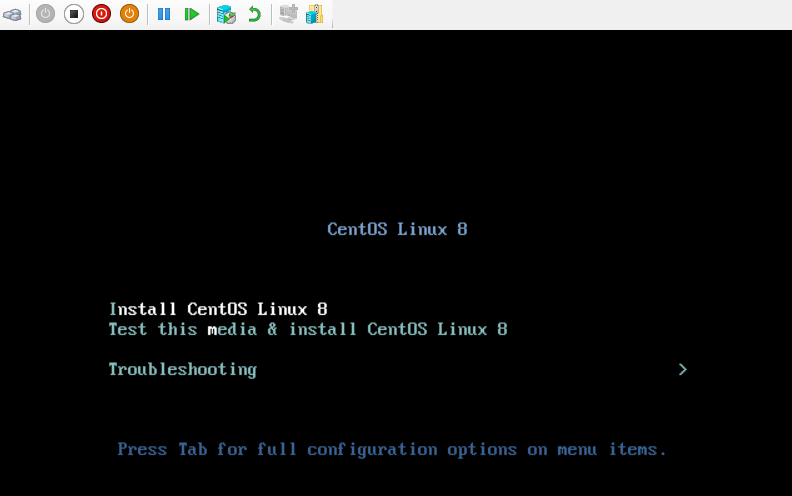 CentOS Linux 8
Install CentOS Linux 8
Test this media & install CentOS Linux 8
Troubleshooting >
Press Tab for full configuration options on menu items.